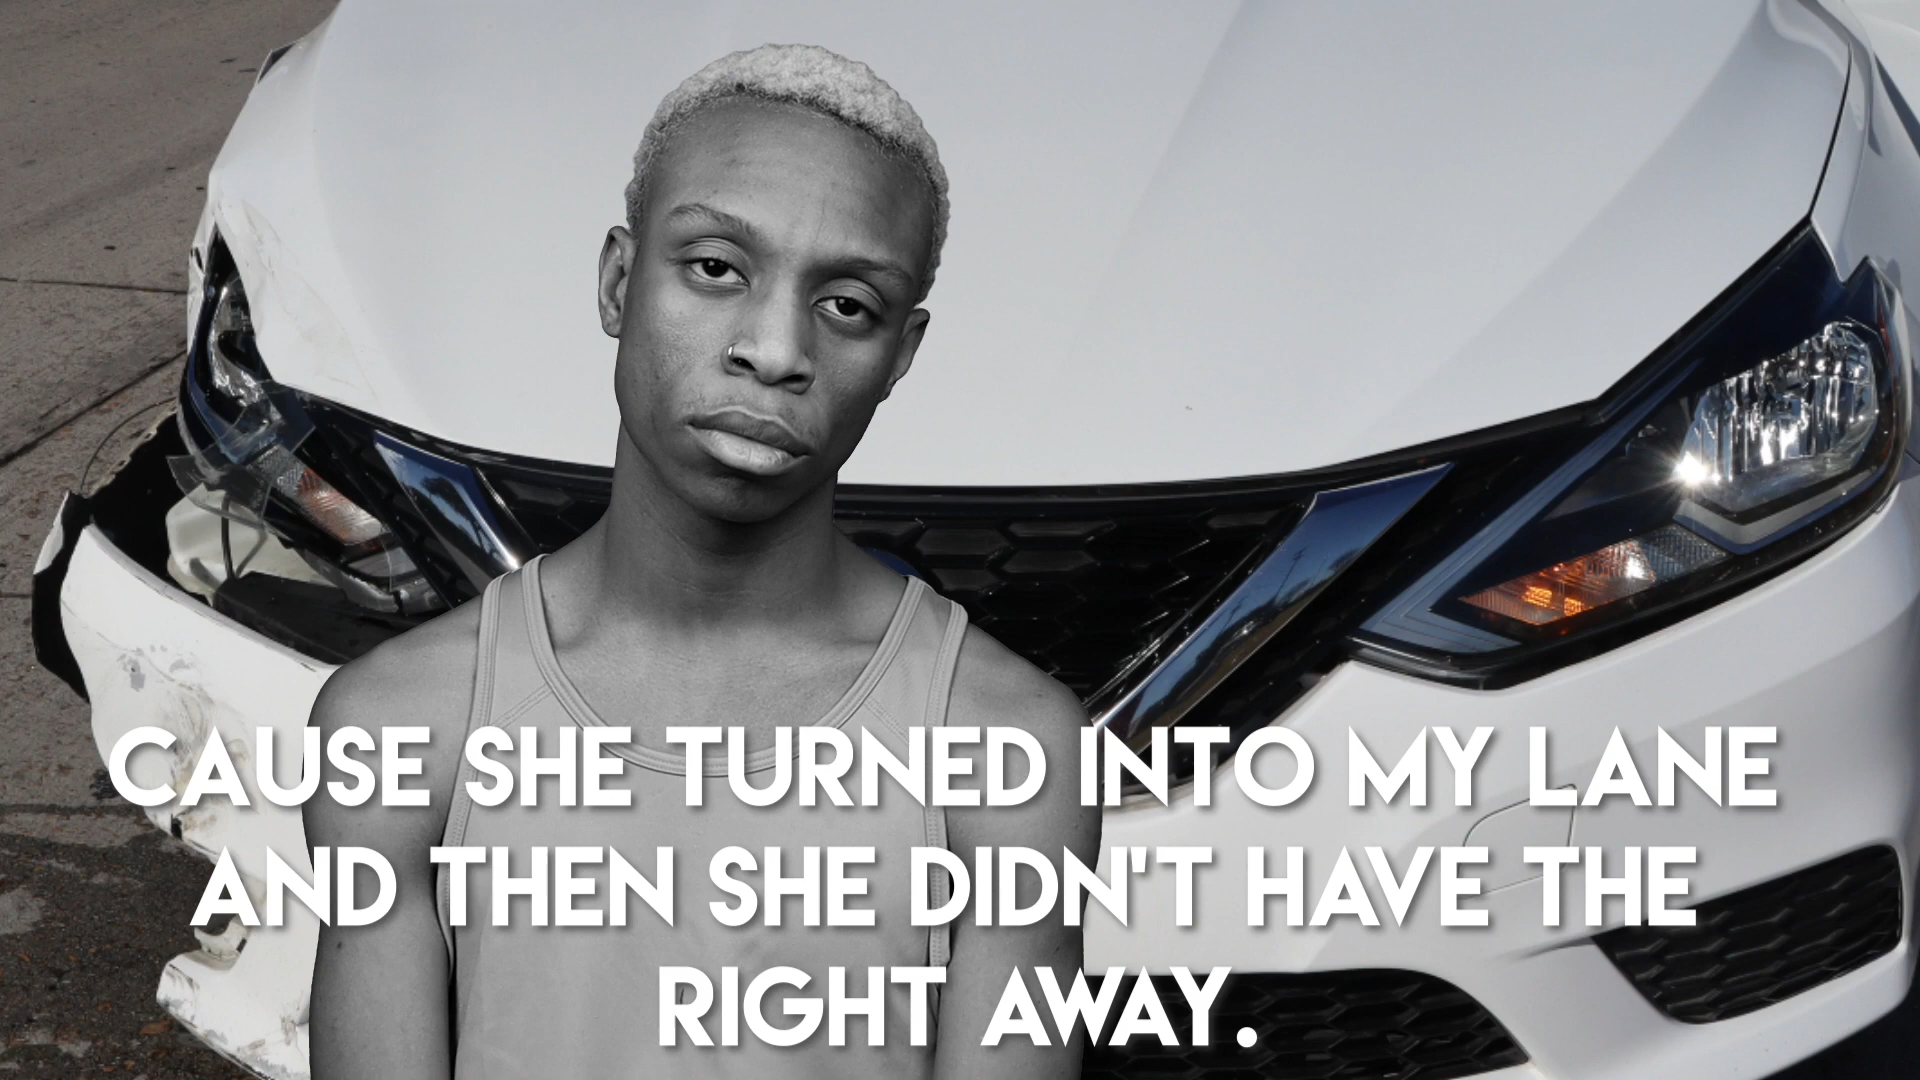 CAUSE SHE TURNED INTO MY LANE
AND THEN SHE DIDN'T HAVE THE
RIGHT AWAY.